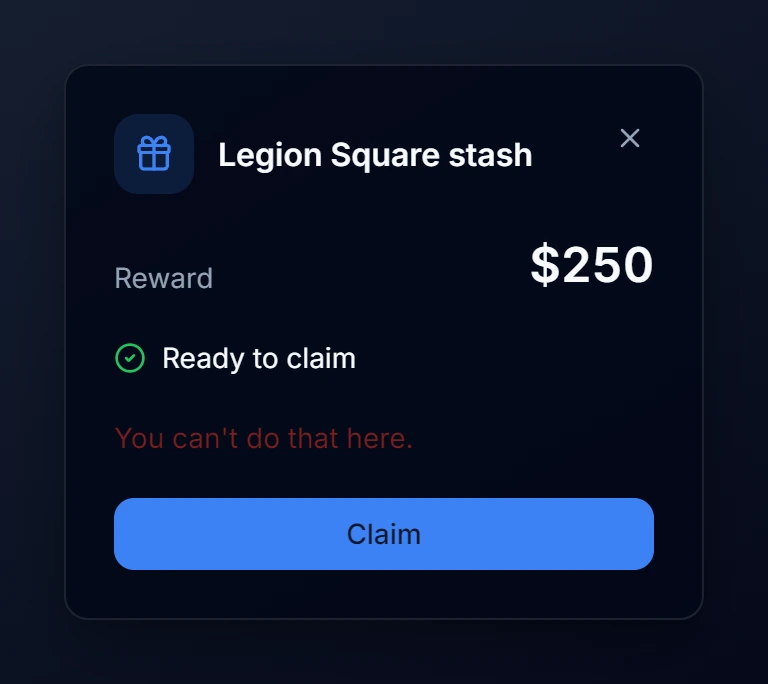 Legion Square stash
Reward
$250
Ready to claim
You can't do that here.
Claim